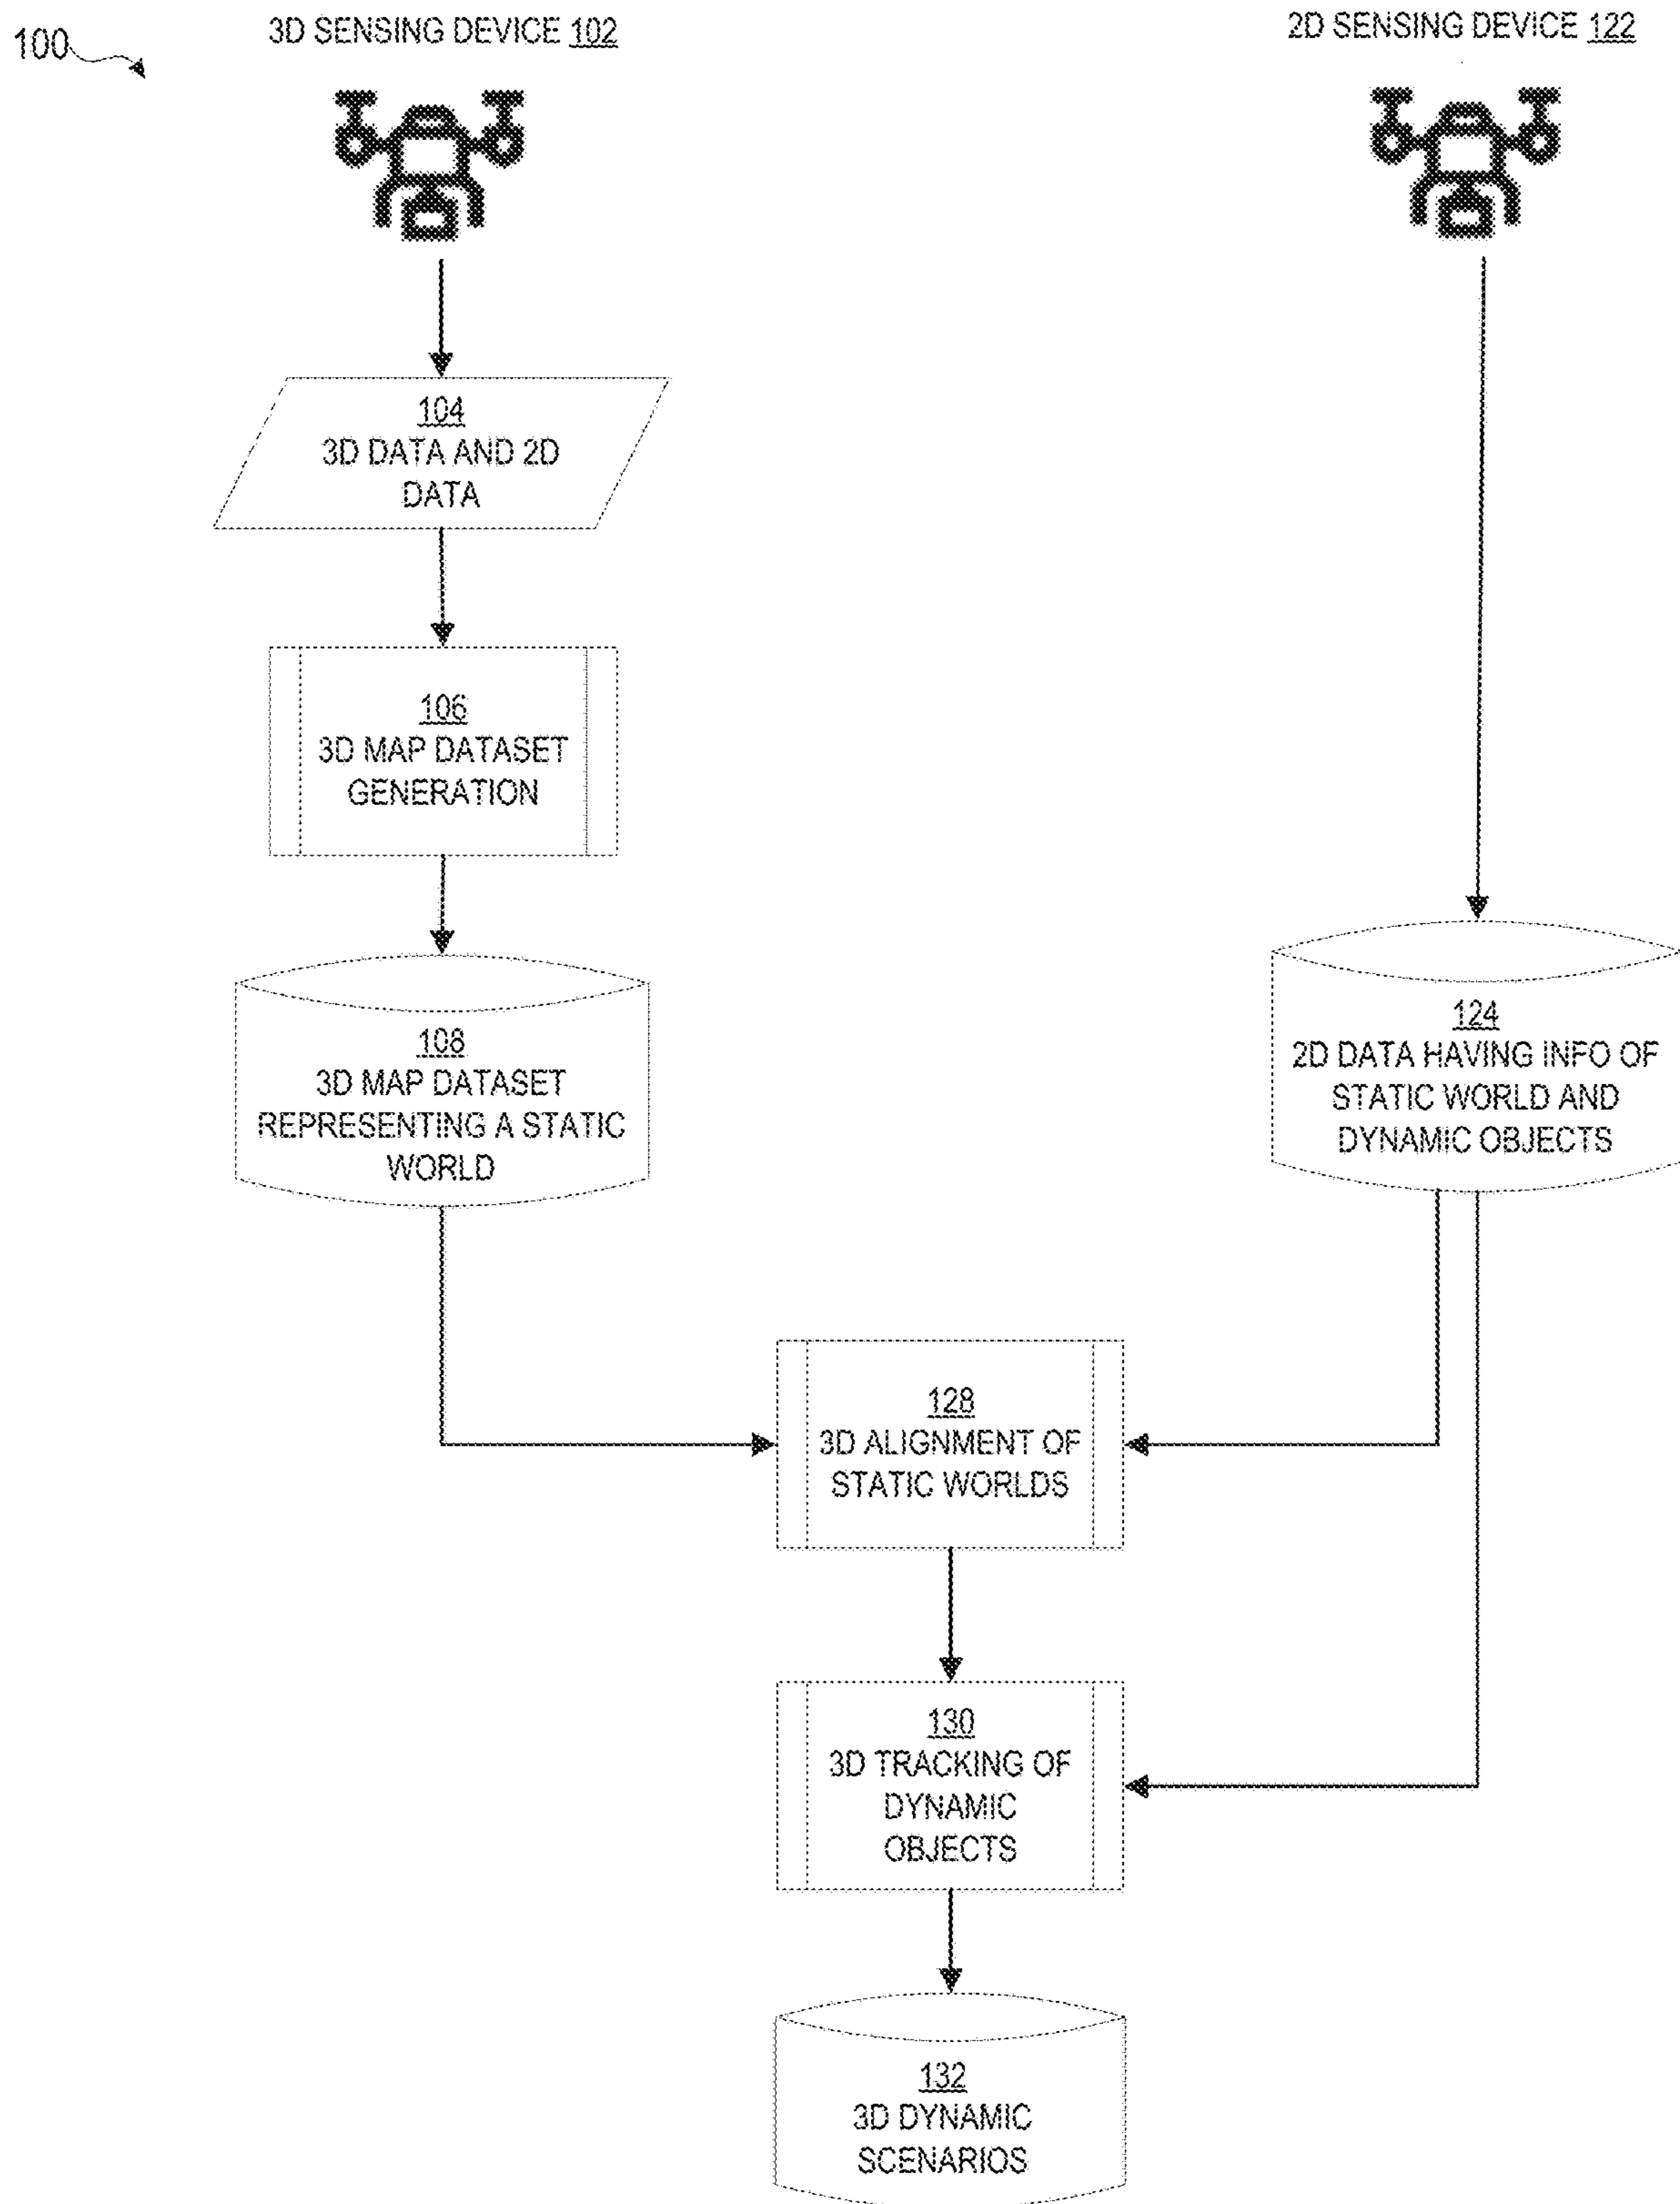 100
3D SENSING DEVICE 102
2D SENSING DEVICE 122
104
3D DATA AND 2D
DATA
106
3D MAP DATASET
GENERATION
108
3D MAP DATASET
REPRESENTING A STATIC
WORLD
124
2D DATA HAVING INFO OF
STATIC WORLD AND
DYNAMIC OBJECTS
128
3D ALIGNMENT OF
STATIC WORLDS
130
3D TRACKING OF
DYNAMIC
OBJECTS
132
3D DYNAMIC
SCENARIOS